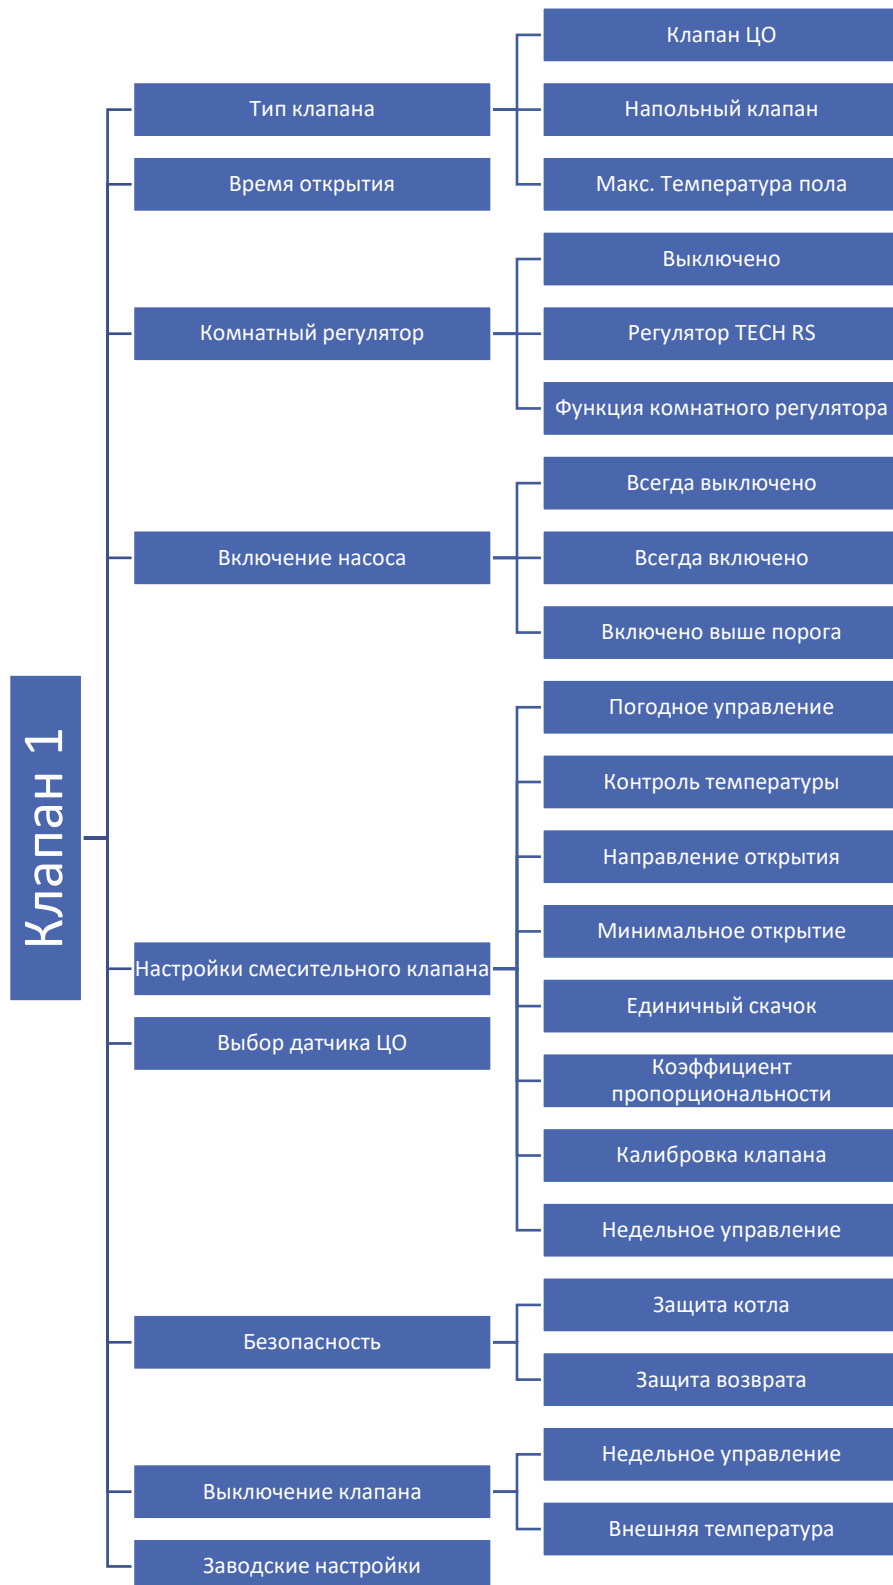 Клапан 1
Тип клапана
Клапан ЦО
Напольный клапан
Макс. Температура пола
Время открытия
Комнатный регулятор
Выключено
Регулятор TECH RS
Функция комнатного регулятора
Включение насоса
Всегда выключено
Всегда включено
Включено выше порога
Настройки смесительного клапана
Погодное управление
Контроль температуры
Направление открытия
Минимальное открытие
Единичный скачок
Коэффициент
пропорциональности
Калибровка клапана
Недельное управление
Выбор датчика ЦО
Безопасность
Защита котла
Защита возврата
Выключение клапана
Недельное управление
Внешняя температура
Заводские настройки